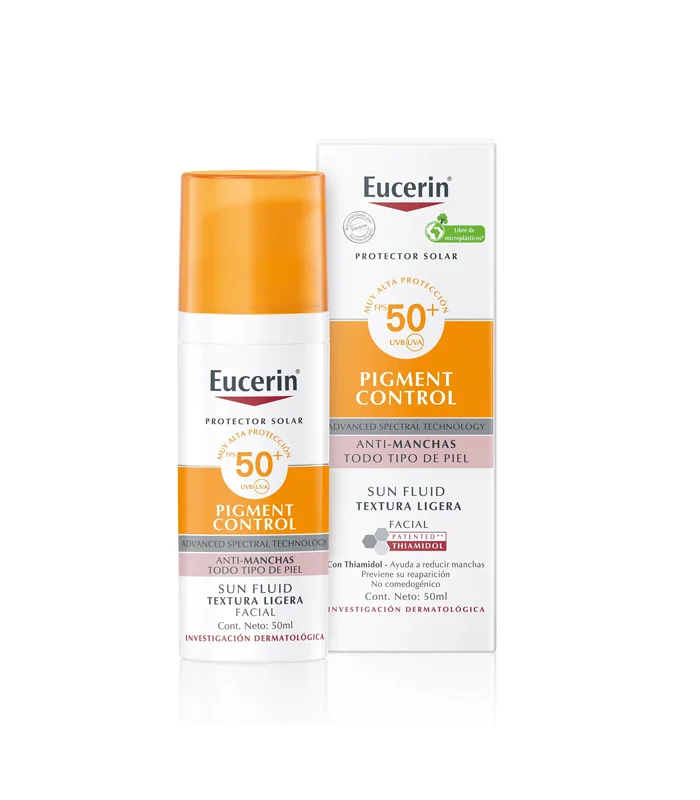 Eucerin®
PROTECTOR SOLAR
MUY ALTA PROTECCIÓN
FPS 50+
UVB UVA
PIGMENT
CONTROL
ADVANCED SPECTRAL TECHNOLOGY
ANTI-MANCHAS
TODO TIPO DE PIEL
SUN FLUID
TEXTURA LIGERA
FACIAL
Cont. Neto: 50ml
INVESTIGACIÓN DERMATOLÓGICA
Eucerin®
Eucerin
Libre de
microplásticos*
PROTECTOR SOLAR
MUY ALTA PROTECCIÓN
FPS 50+
UVB UVA
PIGMENT
CONTROL
ADVANCED SPECTRAL TECHNOLOGY
ANTI-MANCHAS
TODO TIPO DE PIEL
SUN FLUID
TEXTURA LIGERA
FACIAL
PATENTED**
THIAMIDOL
Con Thiamidol - Ayuda a reducir manchas
Previene su reaparición
No comedogénico
Cont. Neto: 50ml
INVESTIGACIÓN DERMATOLÓGICA